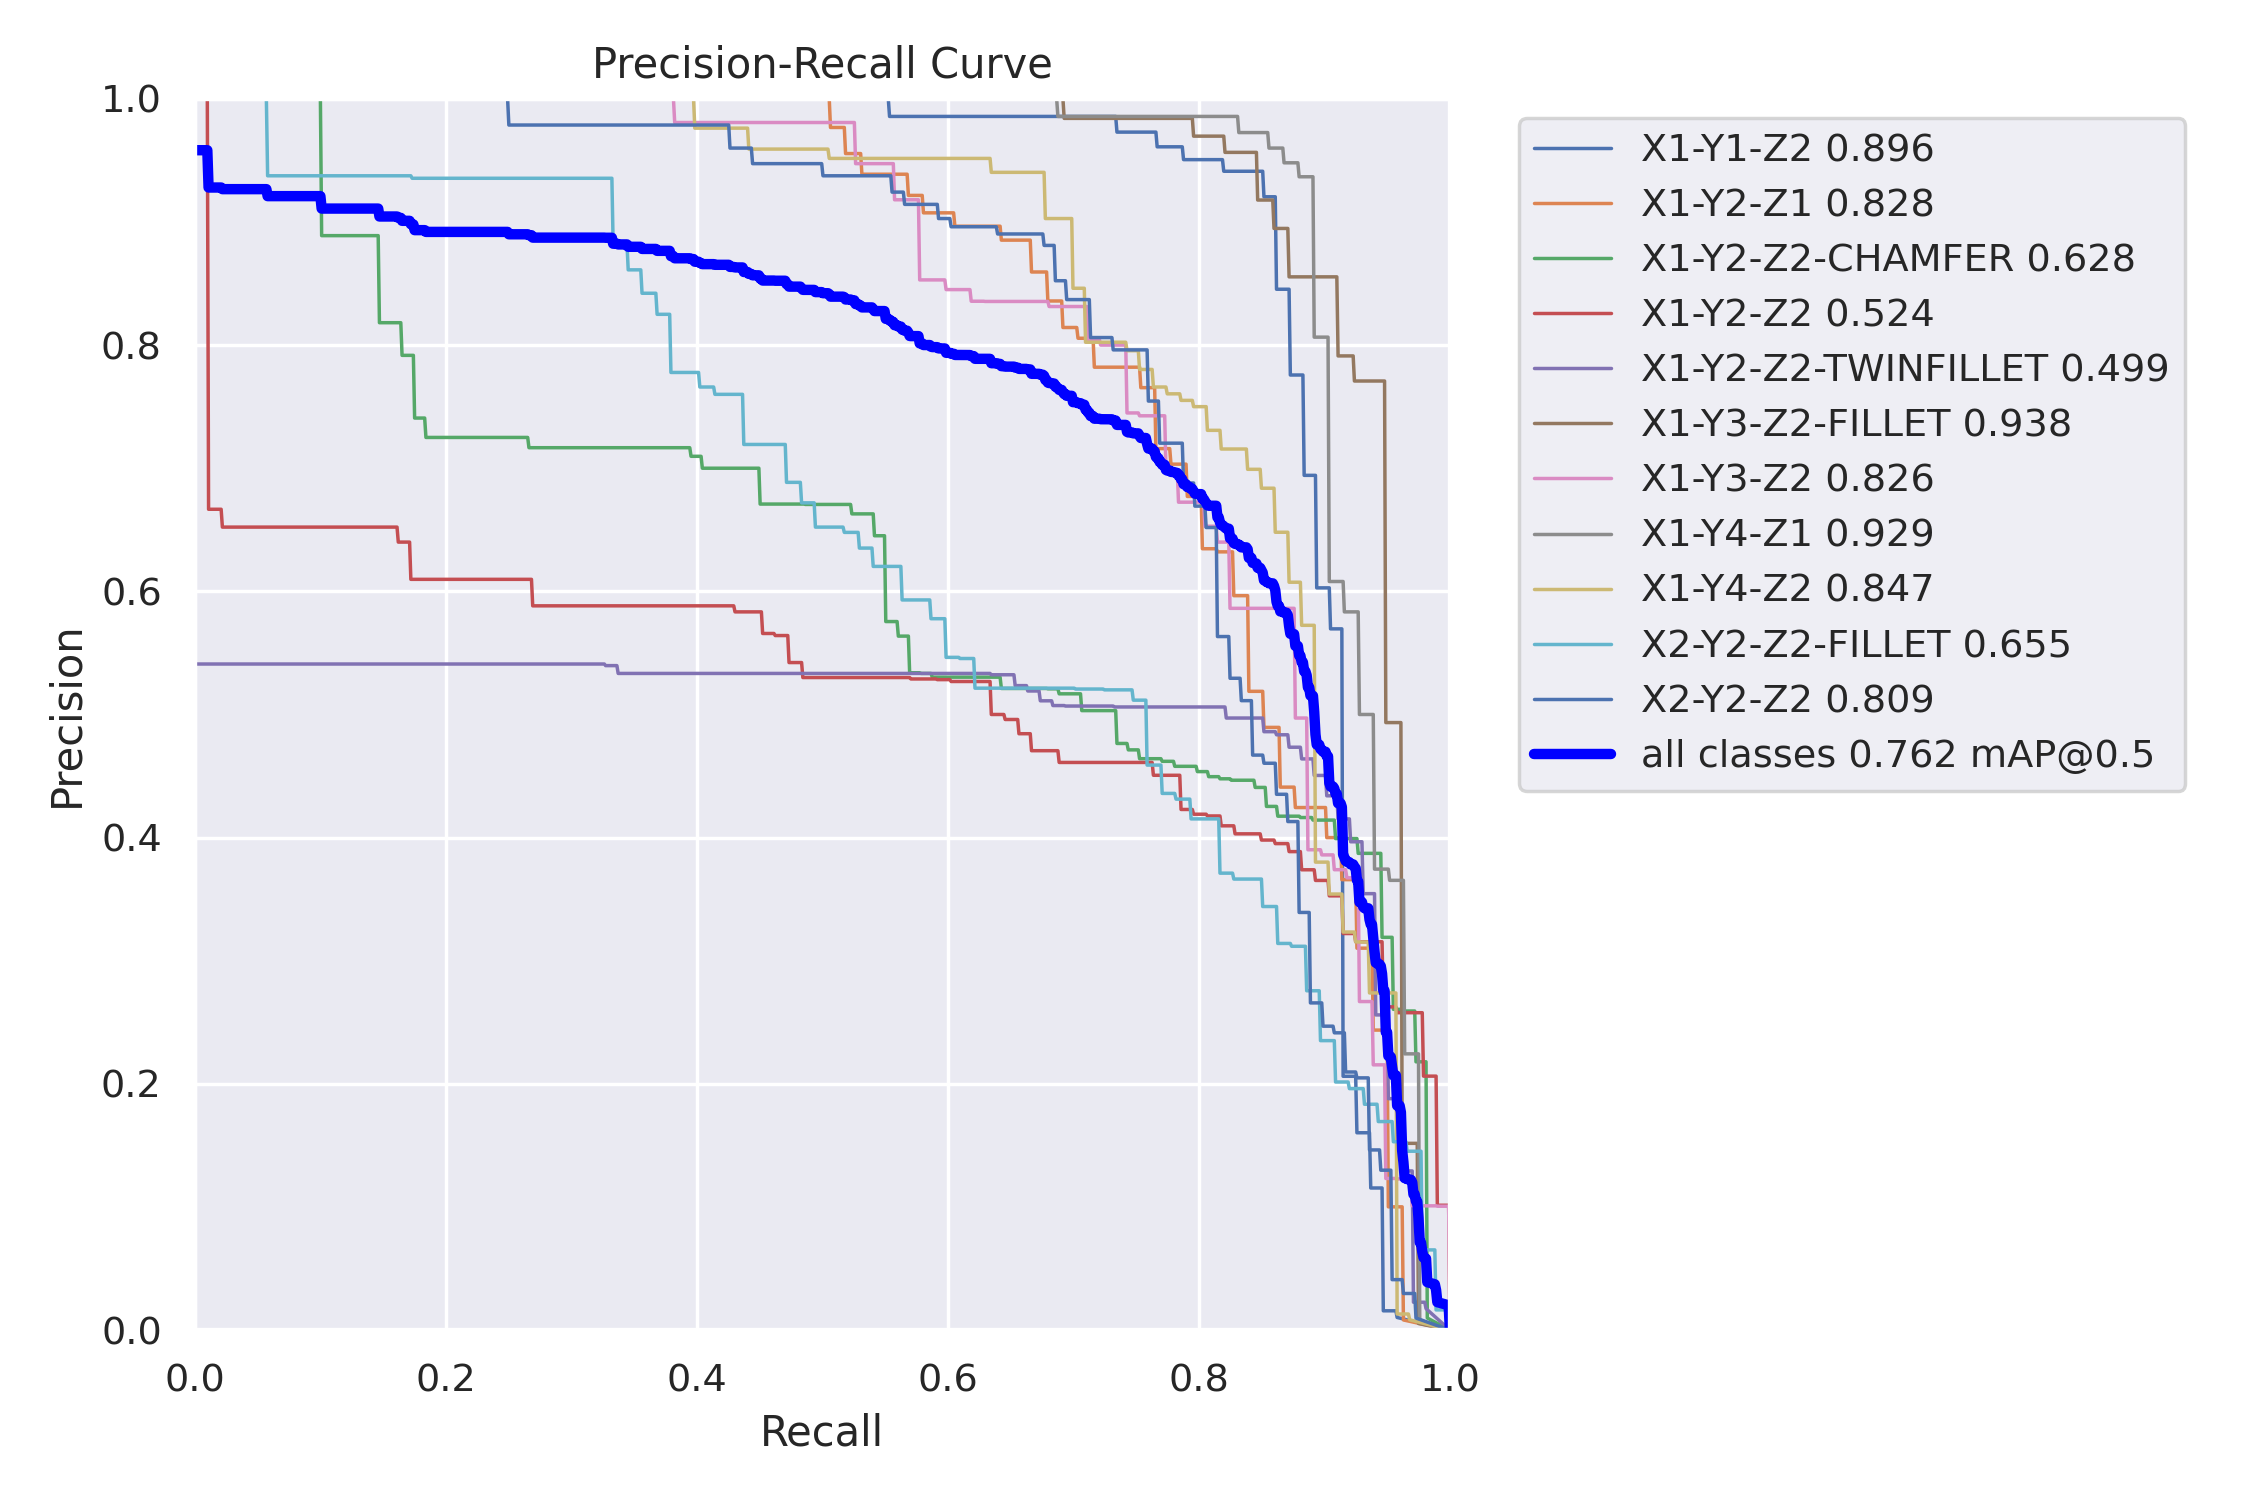 Precision-Recall Curve
1.0
0.8
0.6
0.4
0.2
0.0
Precision
0.0 0.2 0.4 0.6 0.8 1.0
Recall
X1-Y1-Z2 0.896
X1-Y2-Z1 0.828
X1-Y2-Z2-CHAMFER 0.628
X1-Y2-Z2 0.524
X1-Y2-Z2-TWINFILLET 0.499
X1-Y3-Z2-FILLET 0.938
X1-Y3-Z2 0.826
X1-Y4-Z1 0.929
X1-Y4-Z2 0.847
X2-Y2-Z2-FILLET 0.655
X2-Y2-Z2 0.809
all classes 0.762 mAP@0.5